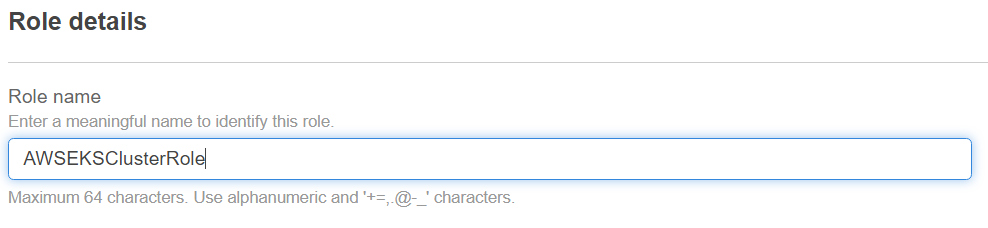 Role details
Role name
Enter a meaningful name to identify this role.
AWSEKSClusterRole
Maximum 64 characters. Use alphanumeric and '+=,.@-_' characters.